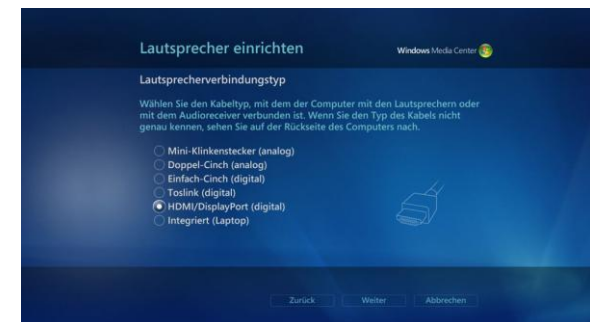 Lautsprecher einrichten
Windows Media Center
Lautsprecherverbindungstyp
Wählen Sie den Kabeltyp, mit dem der Computer mit den Lautsprechern oder
mit dem Audioreceiver verbunden ist. Wenn Sie den Typ des Kabels nicht
genau kennen, sehen Sie auf der Rückseite des Computers nach.
Mini-Klinkenstecker (analog)
Doppel-Cinch (analog)
Einfach-Cinch (digital)
Toslink (digital)
HDMI/DisplayPort (digital)
Integriert (Laptop)
Zurück Weiter Abbrechen